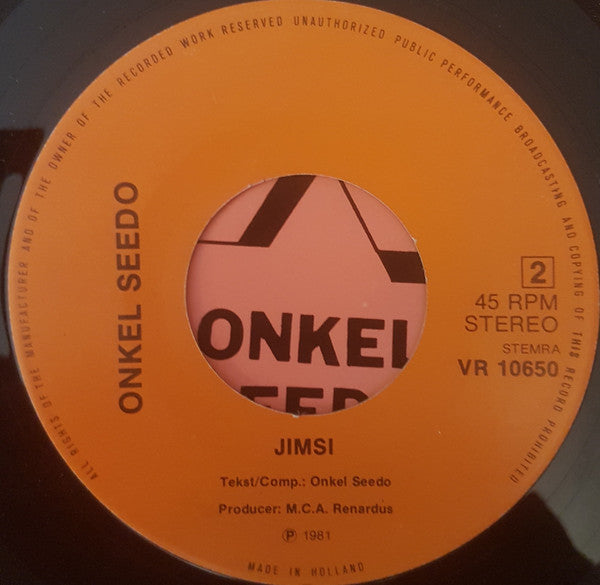 ALL RIGHTS OF THE MANUFACTURER AND OF THE OWNER OF THE RECORDED WORK RESERVED UNAUTHORIZED PUBLIC PERFORMANCE BROADCASTING AND COPYING OF THIS RECORD PROHIBITED
ONKEL SEEDO
ONKEL
SEED
2
45 RPM
STEREO
STEMRA
VR 10650
JIMSI
Tekst/Comp.: Onkel Seedo
Producer: M.C.A. Renardus
℗ 1981
MADE IN HOLLAND